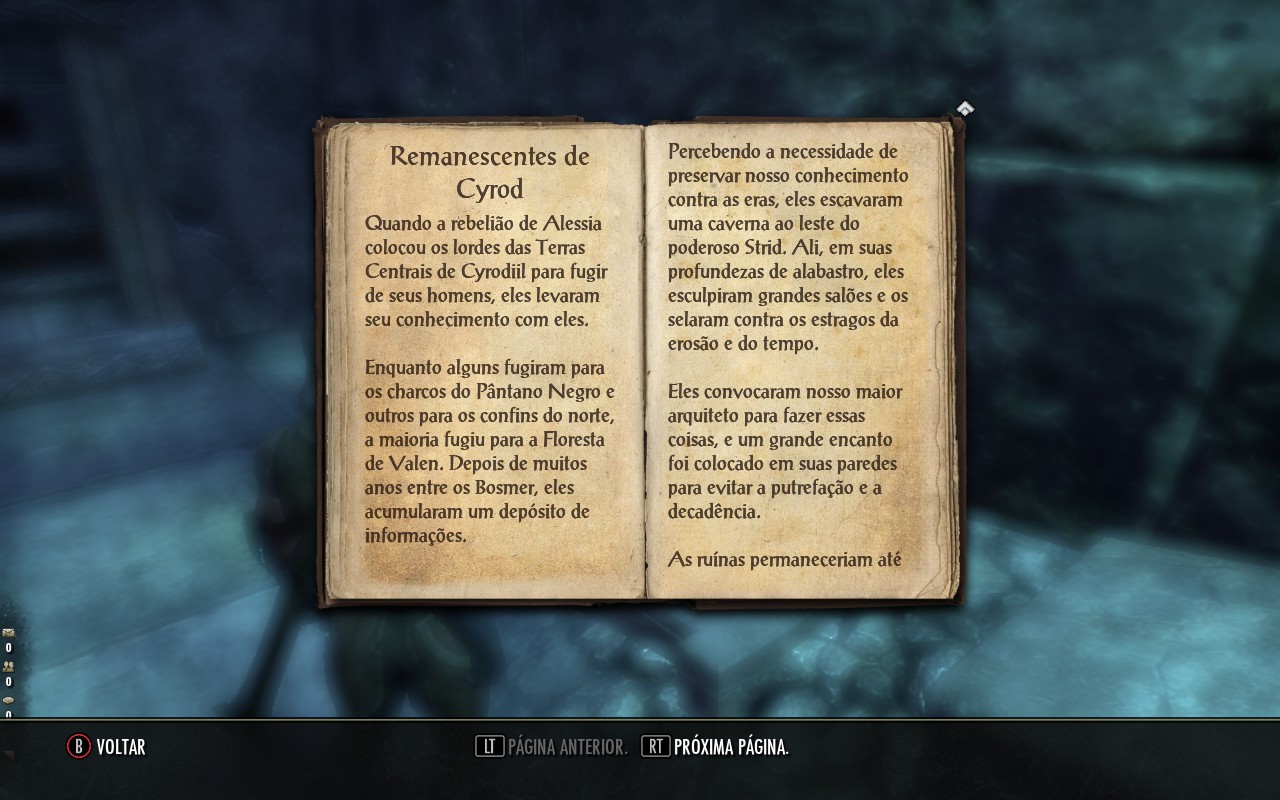 Remanescentes de
Cyrod
Quando a rebelião de Alessia
colocou os lordes das Terras
Centrais de Cyrodiil para fugir
de seus homens, eles levaram
seu conhecimento com eles.
Enquanto alguns fugiram para
os charcos do Pântano Negro e
outros para os confins do norte,
a maioria fugiu para a Floresta
de Valen. Depois de muitos
anos entre os Bosmer, eles
acumularam um depósito de
informações.
Percebendo a necessidade de
preservar nosso conhecimento
contra as eras, eles escavaram
uma caverna ao leste do
poderoso Strid. Ali, em suas
profundezas de alabastro, eles
esculpiram grandes salões e os
selaram contra os estragos da
erosão e do tempo.
Eles convocaram nosso maior
arquiteto para fazer essas
coisas, e um grande encanto
foi colocado em suas paredes
para evitar a putrefação e a
decadência.
As ruínas permaneceriam até
0
0
0
B VOLTAR
LT PÁGINA ANTERIOR.
RT PRÓXIMA PÁGINA.